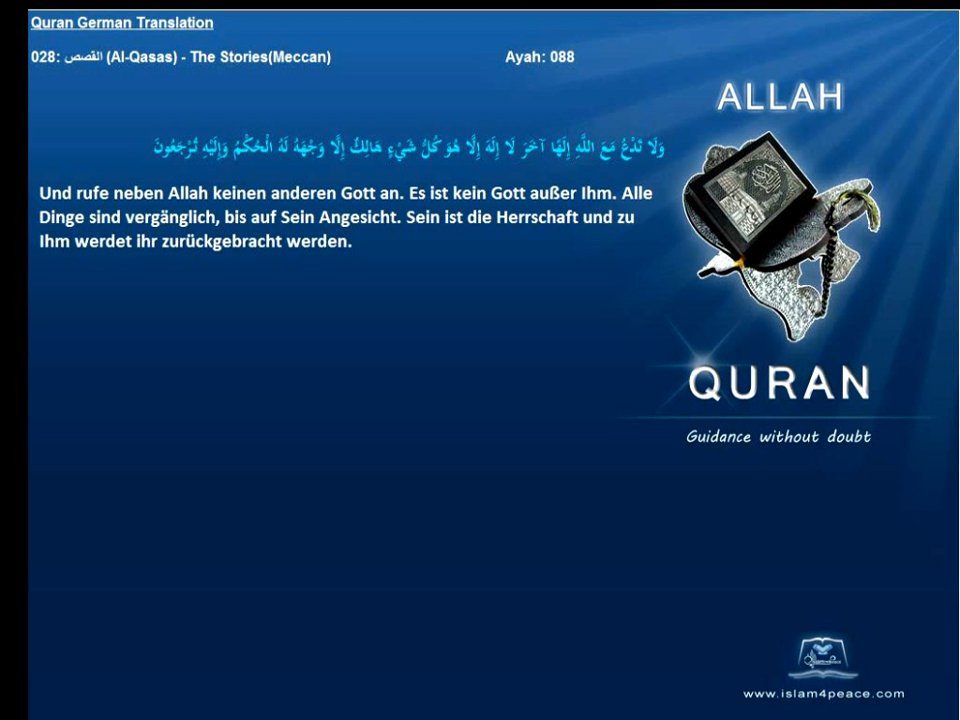 Quran German Translation
028: القصص (Al-Qasas) - The Stories(Meccan) Ayah: 088
ALLAH
وَلَا تَدْعُ مَعَ اللَّهِ إِلَٰهًا آخَرَ لَا إِلَٰهَ إِلَّا هُوَ كُلُّ شَيْءٍ هَالِكٌ إِلَّا وَجْهَهُ لَهُ الْحُكْمُ وَإِلَيْهِ تُرْجَعُونَ
Und rufe neben Allah keinen anderen Gott an. Es ist kein Gott außer Ihm. Alle
Dinge sind vergänglich, bis auf Sein Angesicht. Sein ist die Herrschaft und zu
Ihm werdet ihr zurückgebracht werden.
QURAN
Guidance without doubt
www.islam4peace.com